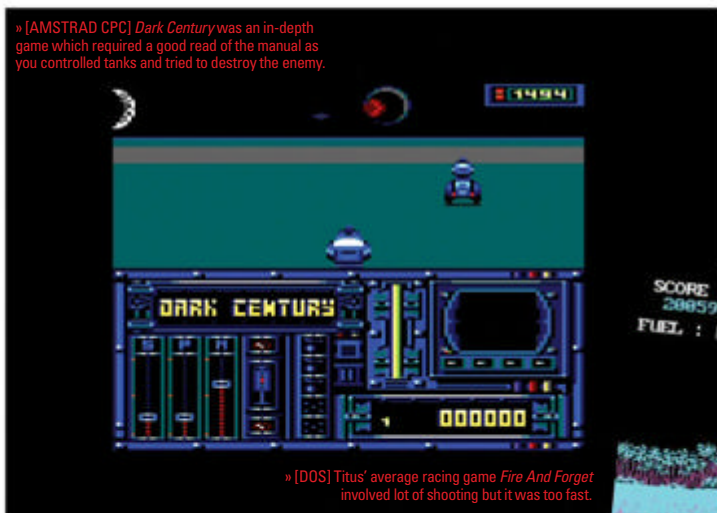 » [AMSTRAD CPC] Dark Century was an in-depth
game which required a good read of the manual as
you controlled tanks and tried to destroy the enemy.
1494
DARK CENTURY
S P H
1 000000
SCORE
20059
FUEL :
» [DOS] Titus’ average racing game Fire And Forget
involved lot of shooting but it was too fast.